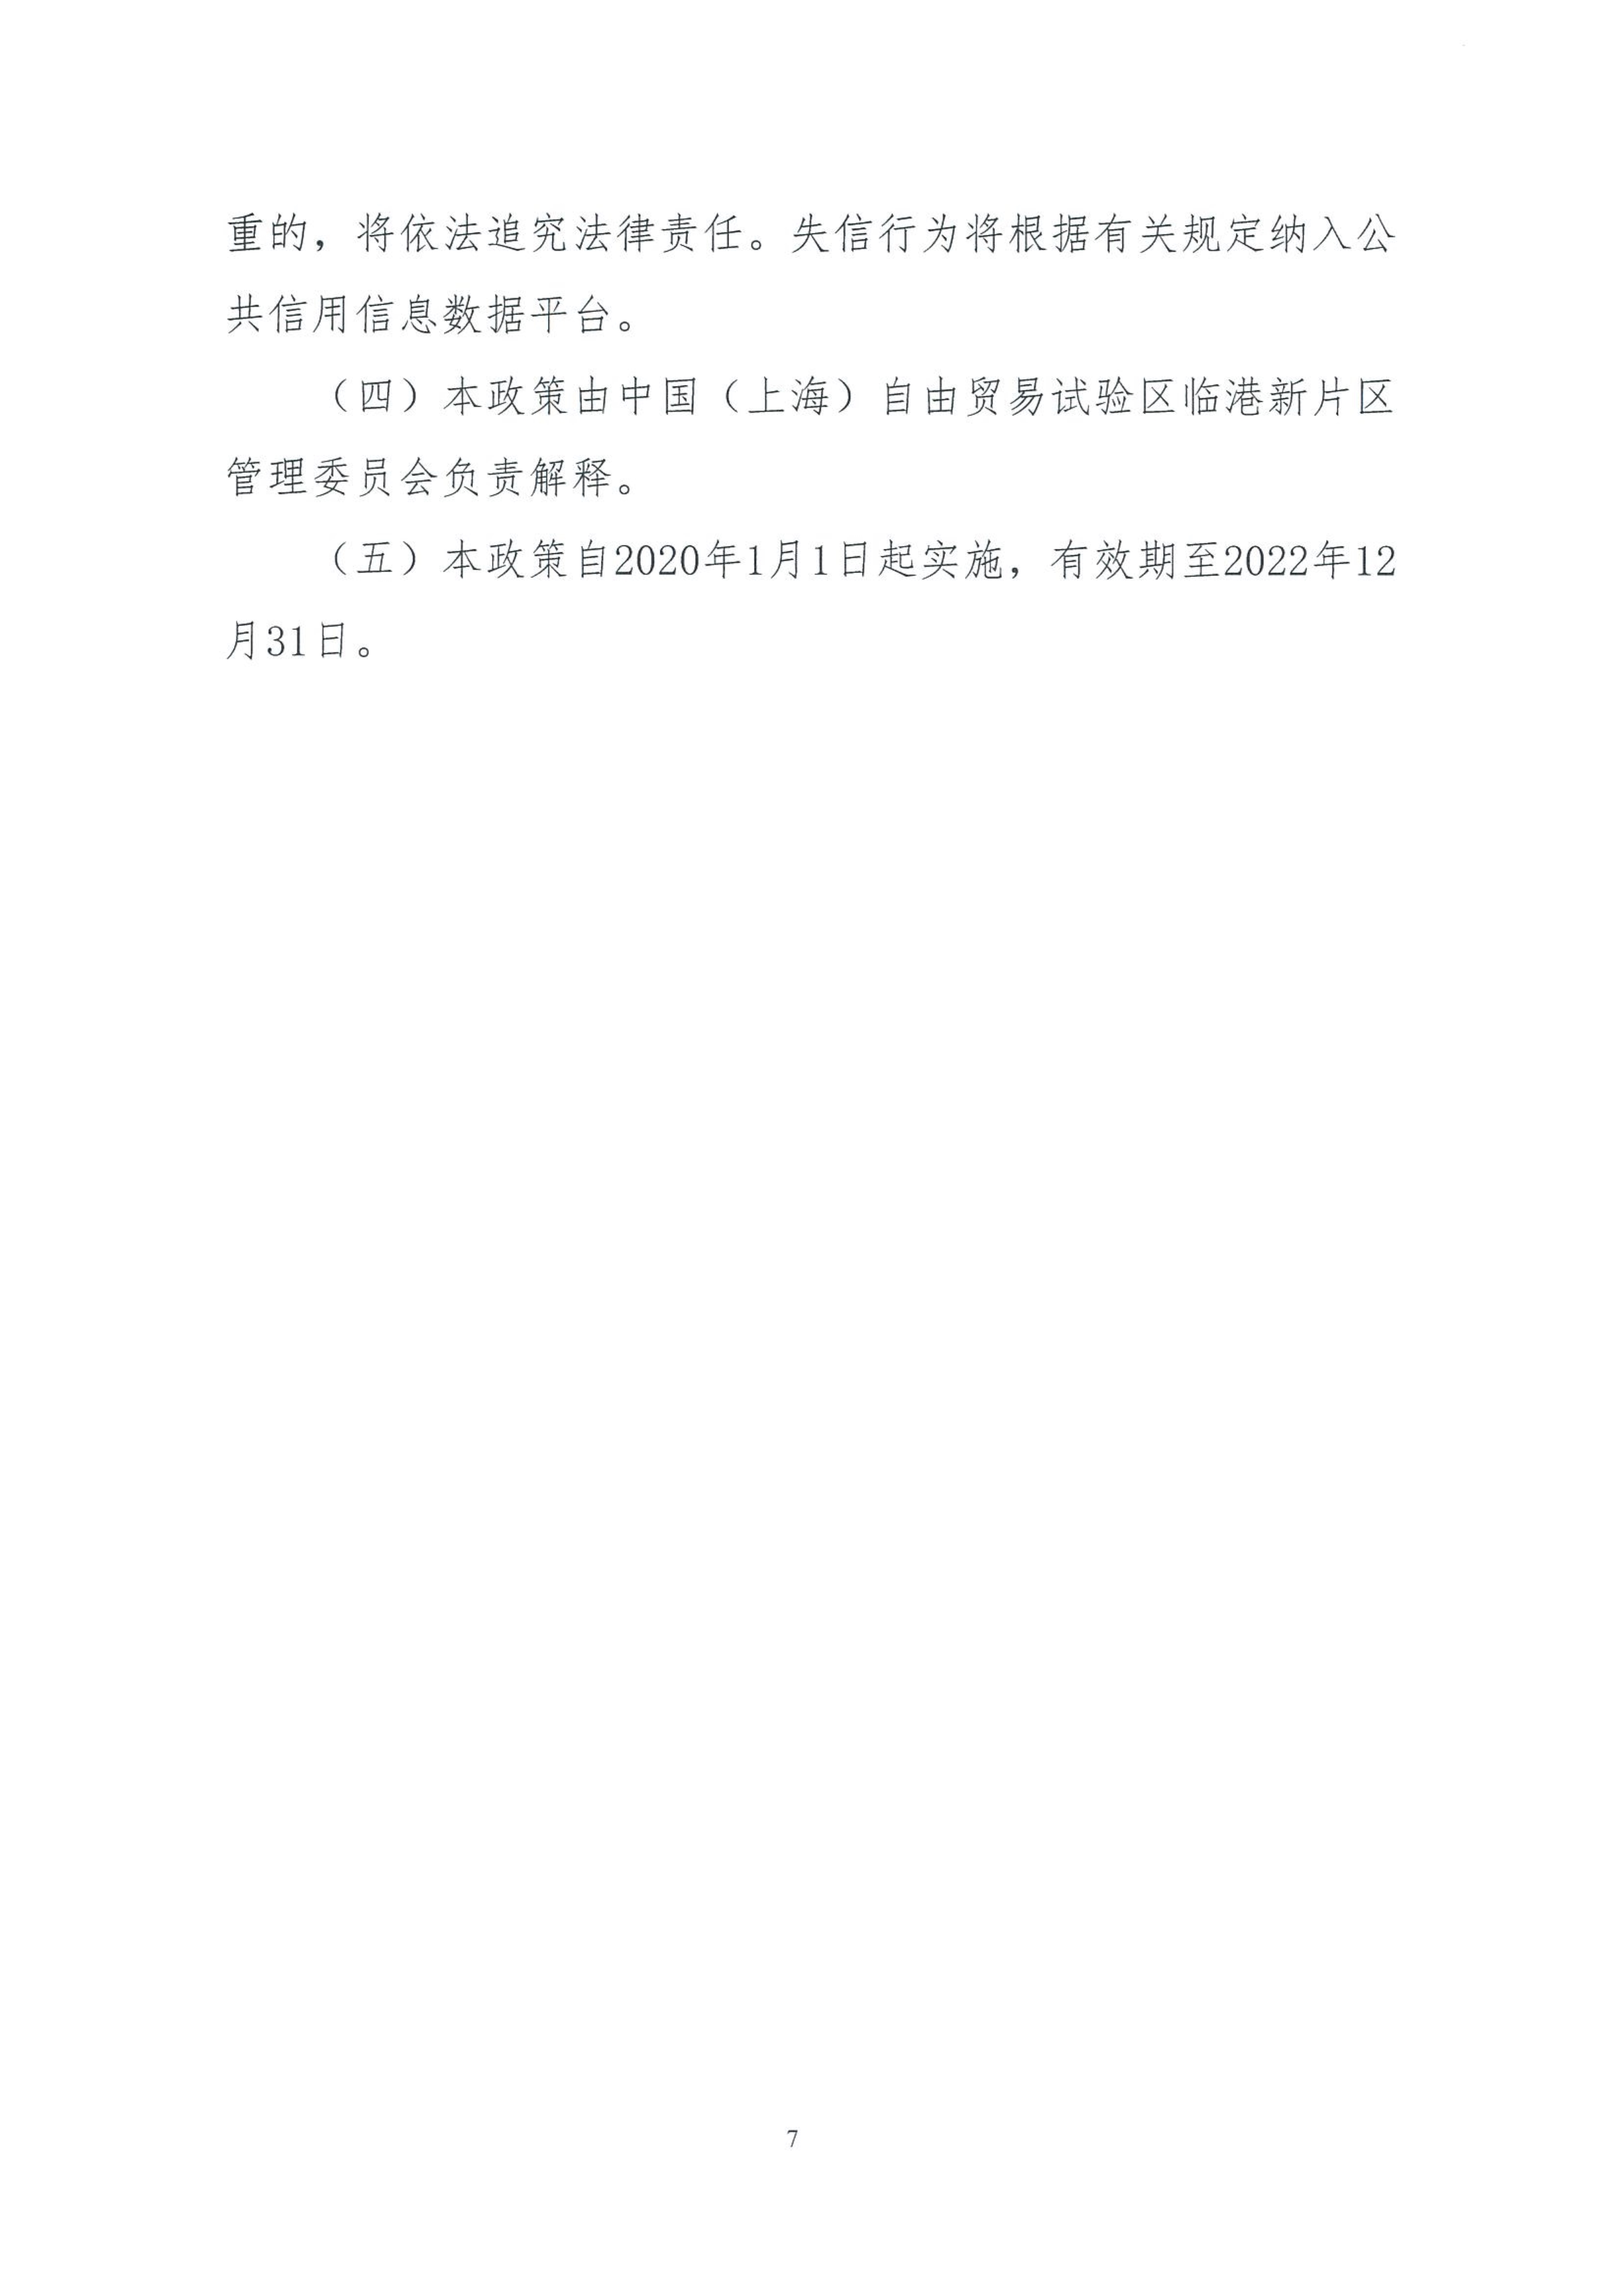 重的，将依法追究法律责任。失信行为将根据有关规定纳入公
共信用信息数据平台。
（四）本政策由中国（上海）自由贸易试验区临港新片区
管理委员会负责解释。
（五）本政策自2020年1月1日起实施，有效期至2022年12
月31日。
7